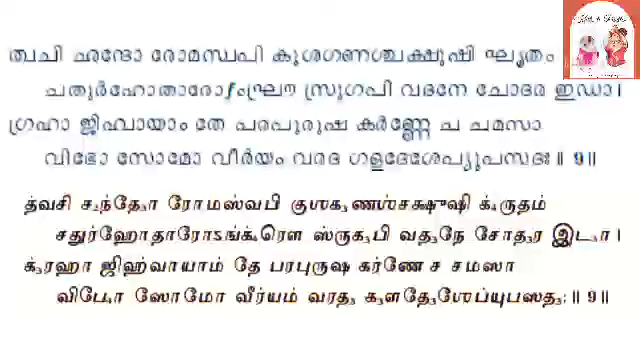 ത്വചി ഛന്ദോ രോമസ്വപി കുശഗണശ്ചക്ഷുഷി ഘൃതം
ചതുർഹോതാരോƒംഘ്രൗ സ്രുഗപി വദനേ ചോദര ഇഡാ।
ഗ്രഹാ ജിഹ്വായാം തേ പരപുരുഷ കർണ്ണേ ച ചമസാ
വിഭോ സോമോ വീര്യം വരദ ഗളദേശേപ്യുപസദഃ॥ 9॥
த்வசி ச₂ந்தோ₃ ரோமஸ்வபி குஶக₃ணஶ்சக்ஷுஷி க்₄ருதம்
சதுர்ஹோதாரோঽங்க்₄ரௌ ஸ்ருக₃பி வத₃நே சோத₃ர இடா₃।
க்₃ரஹா ஜிஹ்வாயாம் தே பரபுருஷ கர்ணே ச சமஸா
விபோ₄ ஸோமோ வீர்யம் வரத₃ க₃ளதே₃ஶேப்யுபஸத₃:॥ 9॥